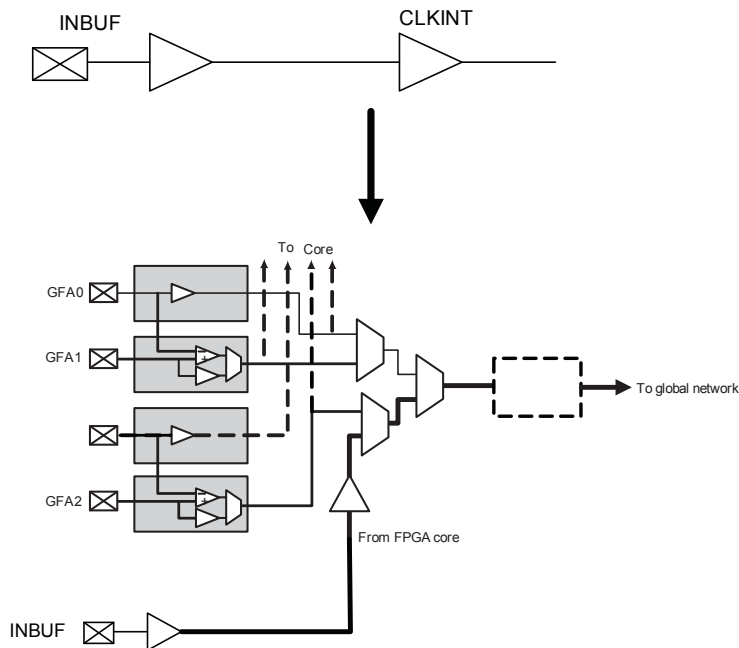 INBUF CLKINT
To Core
GFA0
GFA1
To global network
GFA2
From FPGA core
INBUF